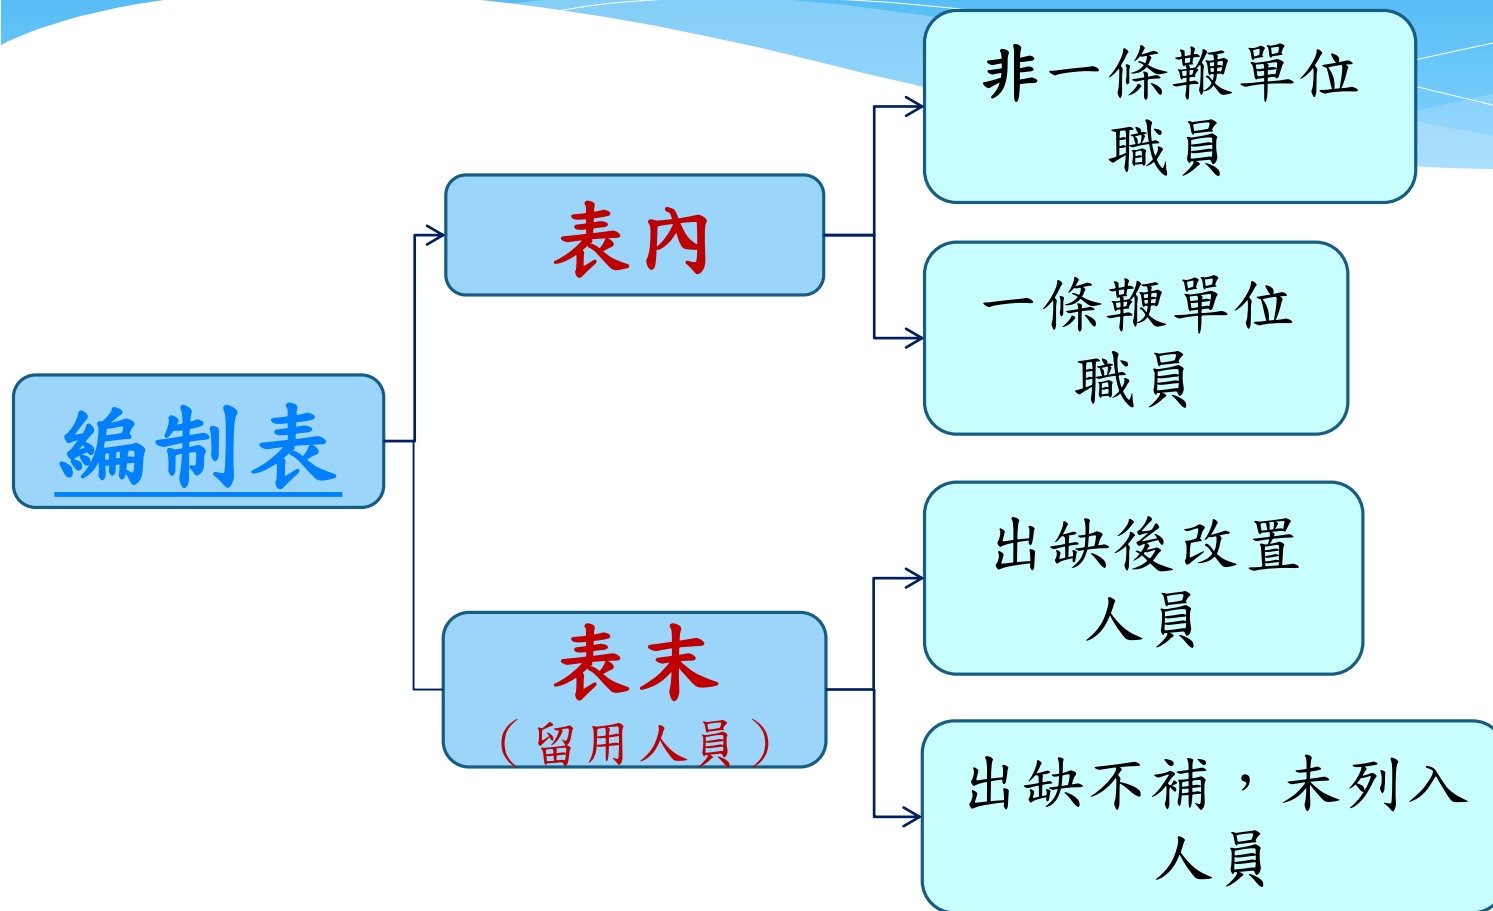 編制表
表內
非一條鞭單位
職員
一條鞭單位
職員
表末
（留用人員）
出缺後改置
人員
出缺不補，未列入
人員